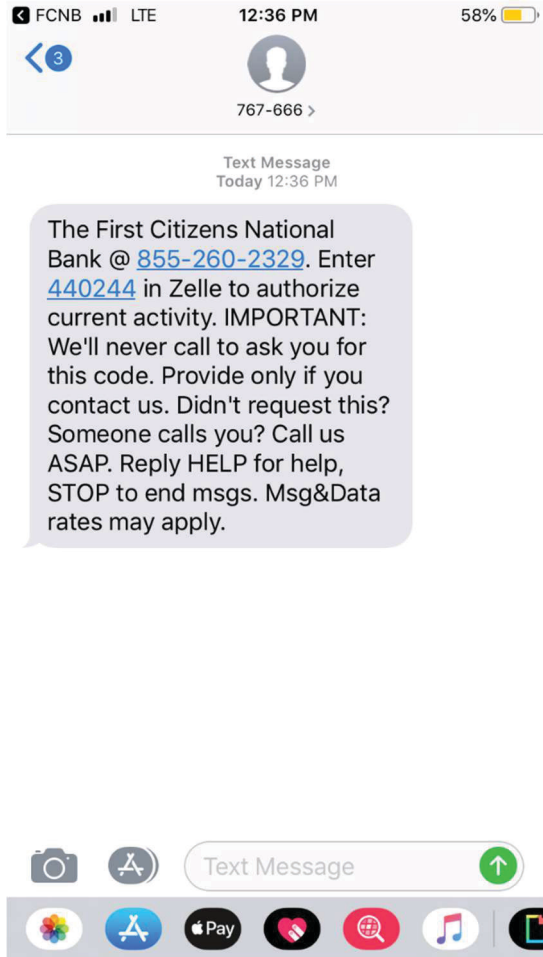 FCNB LTE 12:36 PM 58%
3
767-666 >
Text Message
Today 12:36 PM
The First Citizens National
Bank @ 855-260-2329. Enter
440244 in Zelle to authorize
current activity. IMPORTANT:
We'll never call to ask you for
this code. Provide only if you
contact us. Didn't request this?
Someone calls you? Call us
ASAP. Reply HELP for help,
STOP to end msgs. Msg&Data
rates may apply.
Text Message
Pay